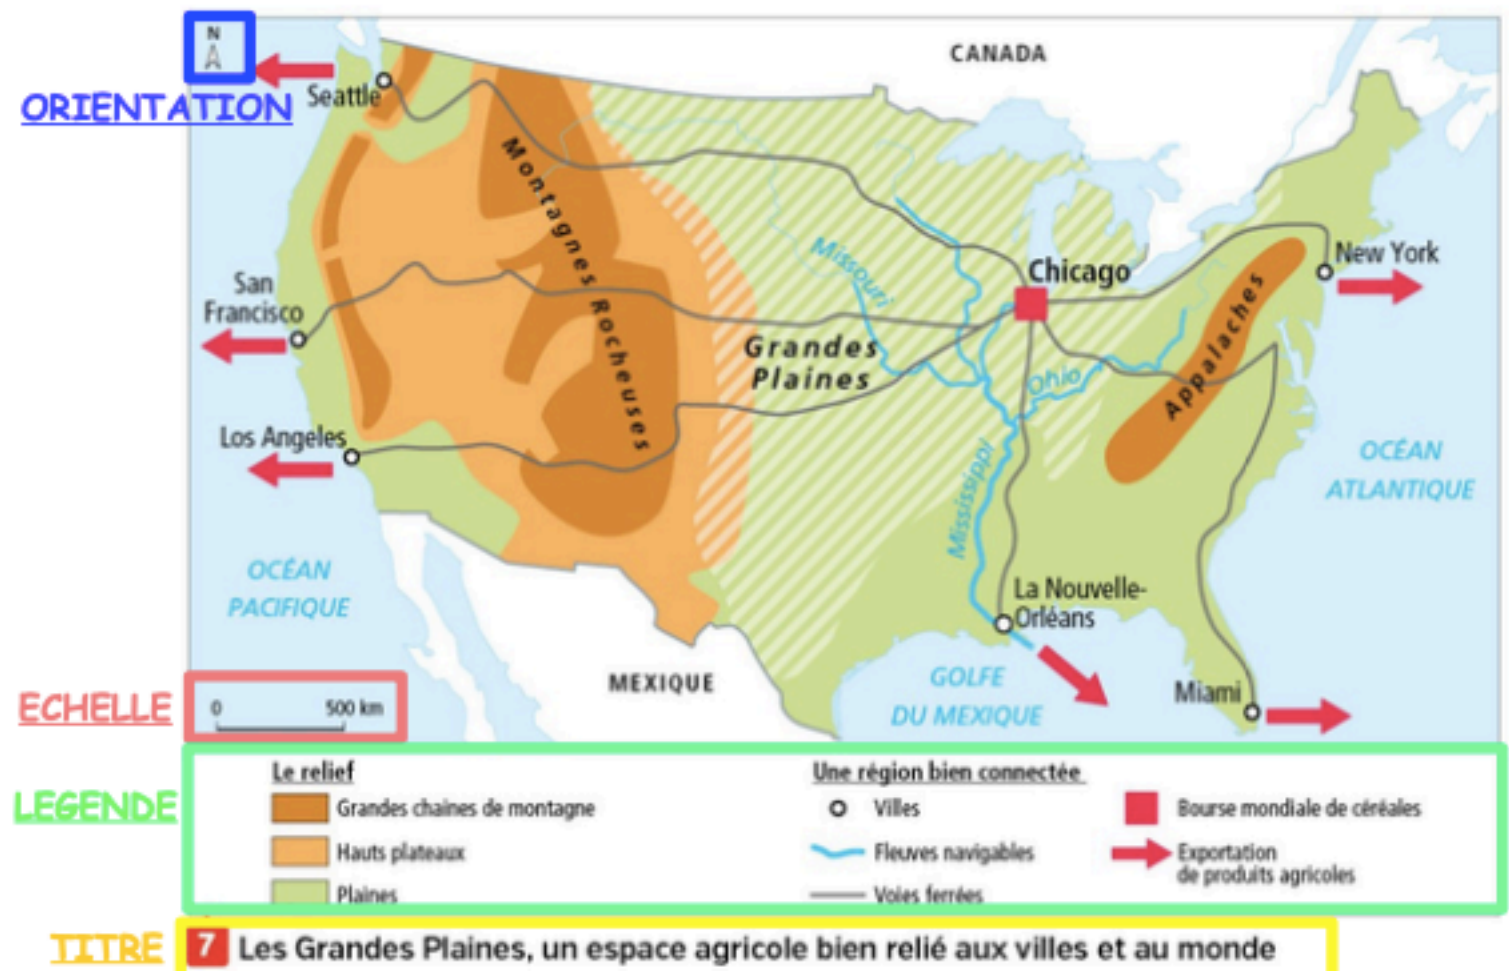 N
ORIENTATION
CANADA
Seattle
Montagnes Rocheuses
Missouri
Chicago
New York
San
Francisco
Grandes
Plaines
Ohio
Appalaches
Los Angeles
Mississippi
OCÉAN
ATLANTIQUE
OCÉAN
PACIFIQUE
La Nouvelle-
Orléans
MEXIQUE
GOLFE
DU MEXIQUE
Miami
ECHELLE
0 500 km
LEGENDE
Le relief
Grandes chaines de montagne
Hauts plateaux
Plaines
Une région bien connectée
Villes
Fleuves navigables
Voies ferrées
Bourse mondiale de céréales
Exportation
de produits agricoles
TITRE
7 Les Grandes Plaines, un espace agricole bien relié aux villes et au monde